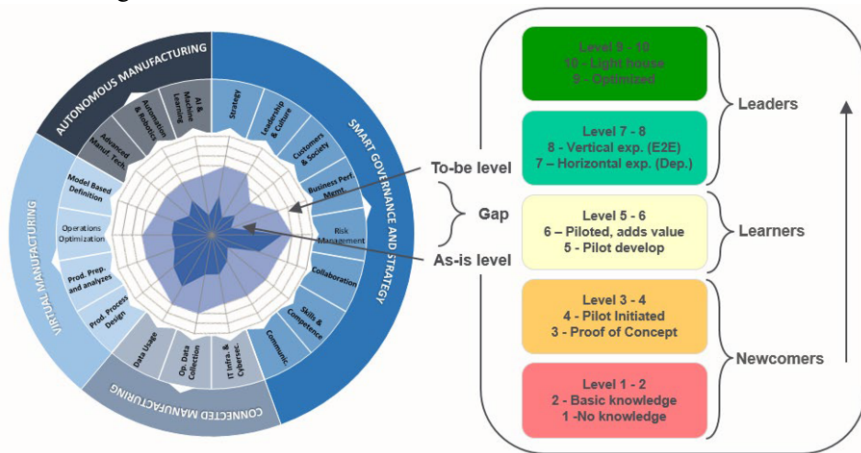 AUTONOMOUS MANUFACTURING
SMART GOVERNANCE AND STRATEGY
CONNECTED MANUFACTURING
VIRTUAL MANUFACTURING
Strategy
Leadership
& Culture
Customers
& Society
Business Perf.
Mgmt.
Risk
Management
Collaboration
Skills &
Competence
Communic.
IT Infra. &
Cybersec.
Op. Data
Collection
Data Usage
Prod. Process
Design
Prod. Prep.
and analyzes
Operations
Optimization
Model Based
Definition
Advanced
Manuf. Tech.
Automation
& Robotics
AI &
Machine
Learning
To-be level
Gap
As-is level
Level 9 - 10
10 - Light house
9 - Optimized
Level 7 - 8
8 - Vertical exp. (E2E)
7 – Horizontal exp. (Dep.)
Leaders
Level 5 - 6
6 – Piloted, adds value
5 - Pilot develop
Learners
Level 3 - 4
4 - Pilot Initiated
3 – Proof of Concept
Level 1 - 2
2 - Basic knowledge
1 -No knowledge
Newcomers